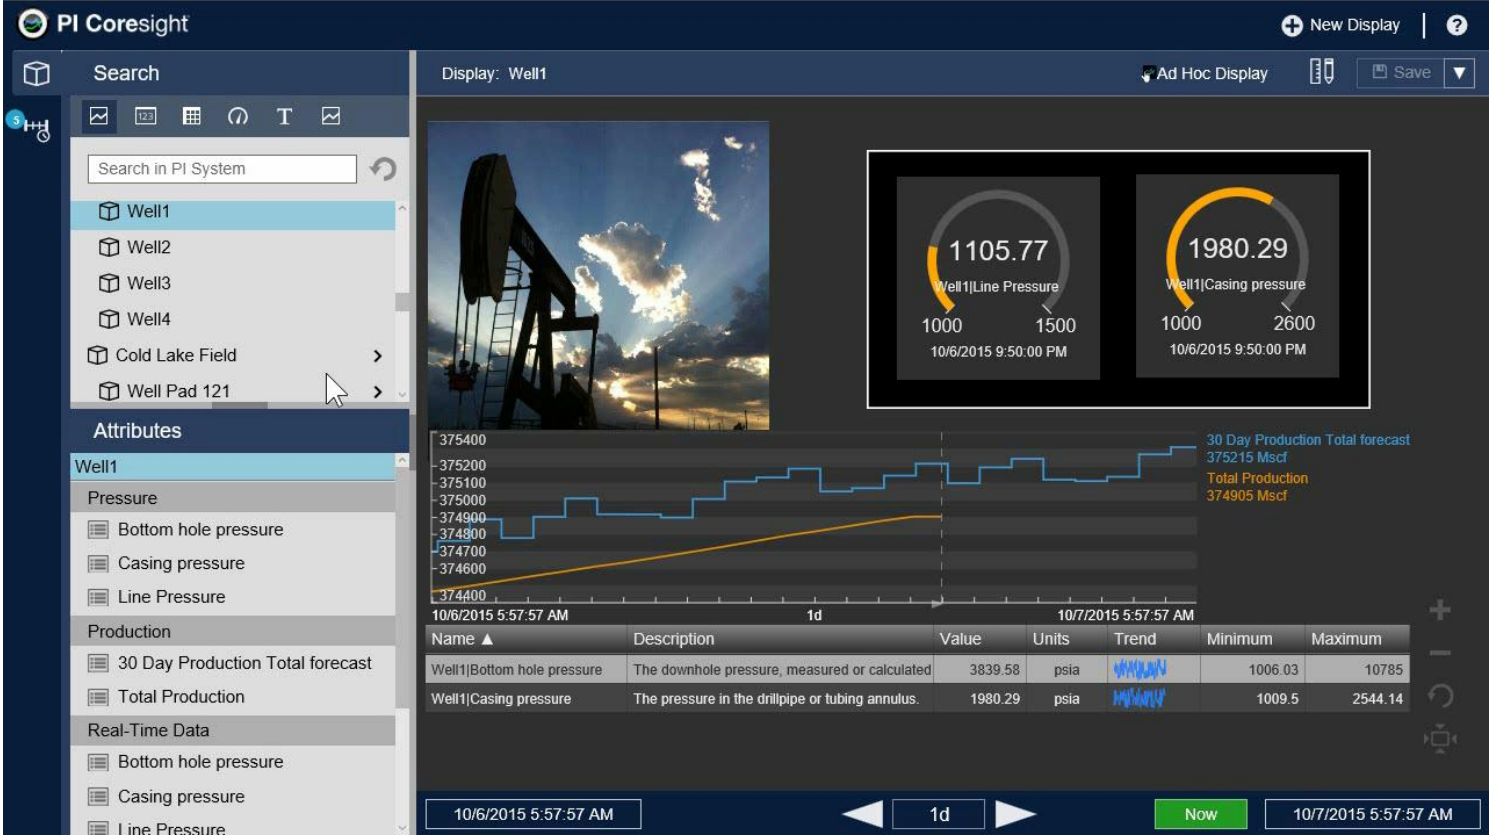 PI Coresight
New Display
?
Search
Display: Well1
Ad Hoc Display
Save
5
123
T
Search in PI System
Well1
Well2
Well3
Well4
Cold Lake Field
Well Pad 121
1105.77
Well1|Line Pressure
1000
1500
10/6/2015 9:50:00 PM
1980.29
Well1|Casing pressure
1000
2600
10/6/2015 9:50:00 PM
Attributes
Well1
Pressure
Bottom hole pressure
Casing pressure
Line Pressure
Production
30 Day Production Total forecast
Total Production
Real-Time Data
Bottom hole pressure
Casing pressure
Line Pressure
375400
375200
375100
375000
374900
374800
374700
374600
374400
10/6/2015 5:57:57 AM
1d
10/7/2015 5:57:57 AM
30 Day Production Total forecast
375215 Mscf
Total Production
374905 Mscf
Name ▲ Description Value Units Trend Minimum Maximum
Well1|Bottom hole pressure The downhole pressure, measured or calculated 3839.58 psia 1006.03 10785
Well1|Casing pressure The pressure in the drillpipe or tubing annulus. 1980.29 psia 1009.5 2544.14
10/6/2015 5:57:57 AM
1d
Now
10/7/2015 5:57:57 AM